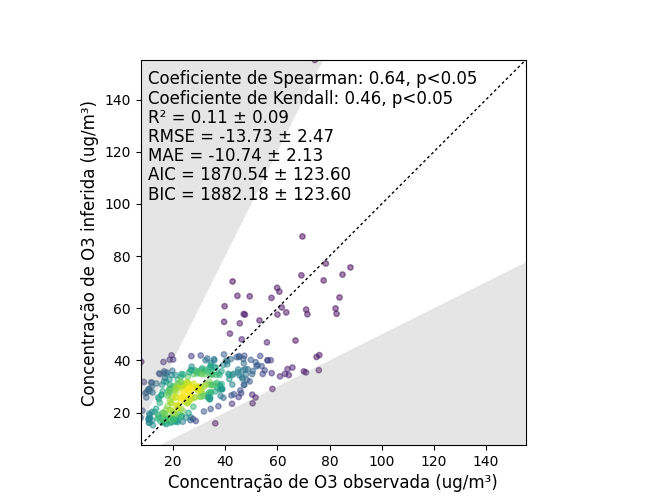 Coeficiente de Spearman: 0.64, p<0.05
Coeficiente de Kendall: 0.46, p<0.05
R² = 0.11 ± 0.09
RMSE = -13.73 ± 2.47
MAE = -10.74 ± 2.13
AIC = 1870.54 ± 123.60
BIC = 1882.18 ± 123.60
Concentração de O3 inferida (ug/m³)
140
120
100
80
60
40
20
20 40 60 80 100 120 140
Concentração de O3 observada (ug/m³)